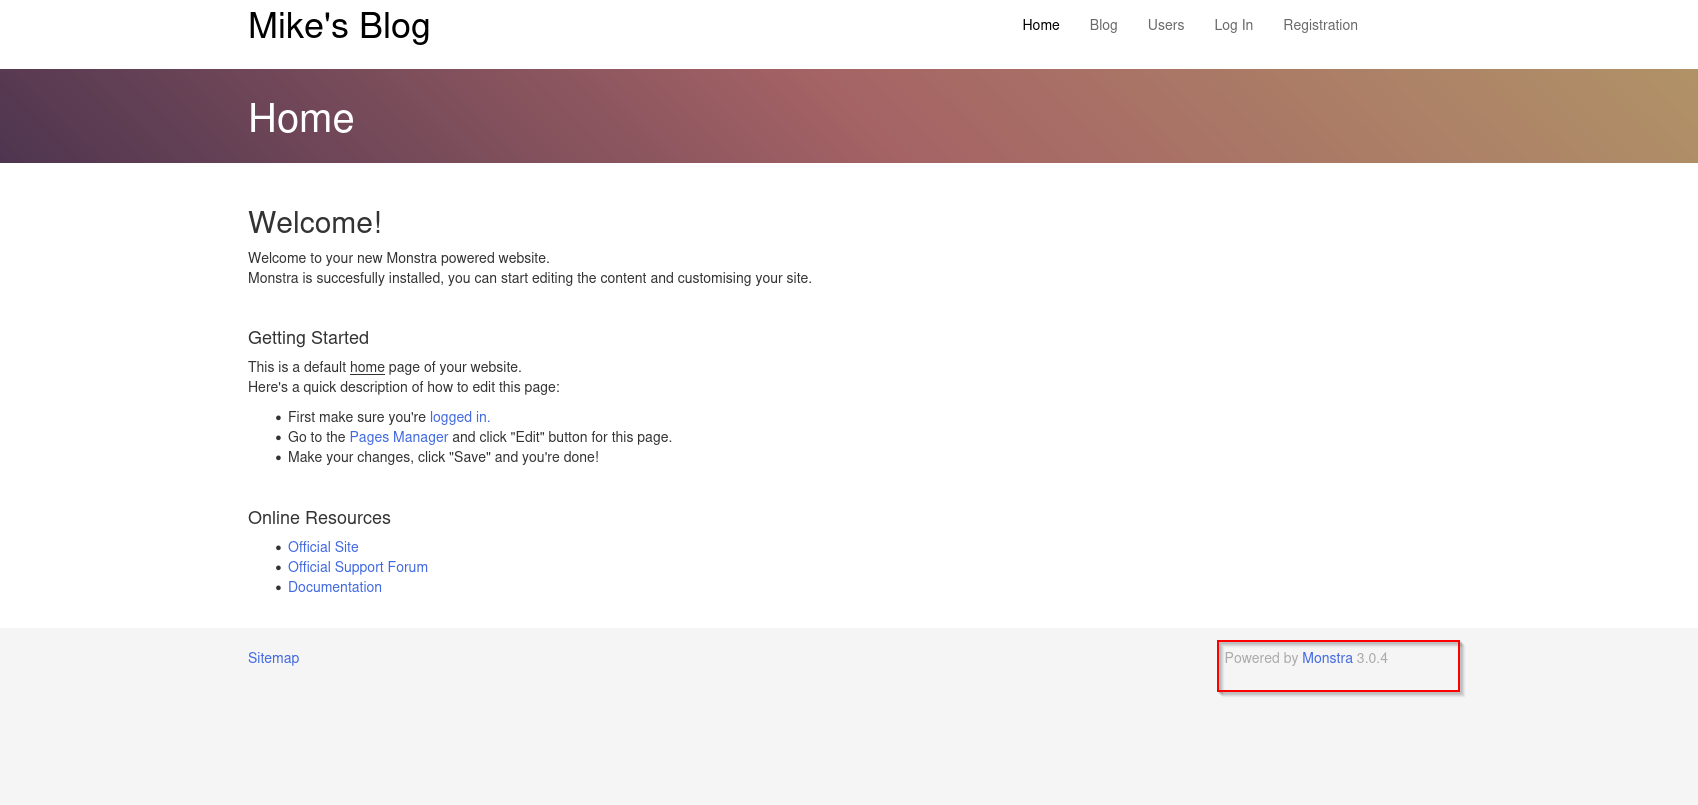 Mike's Blog
Home Blog Users Log In Registration
Home
Welcome!
Welcome to your new Monstra powered website.
Monstra is succesfully installed, you can start editing the content and customising your site.
Getting Started
This is a default home page of your website.
Here's a quick description of how to edit this page:
• First make sure you're logged in.
• Go to the Pages Manager and click "Edit" button for this page.
• Make your changes, click "Save" and you're done!
Online Resources
• Official Site
• Official Support Forum
• Documentation
Sitemap
Powered by Monstra 3.0.4